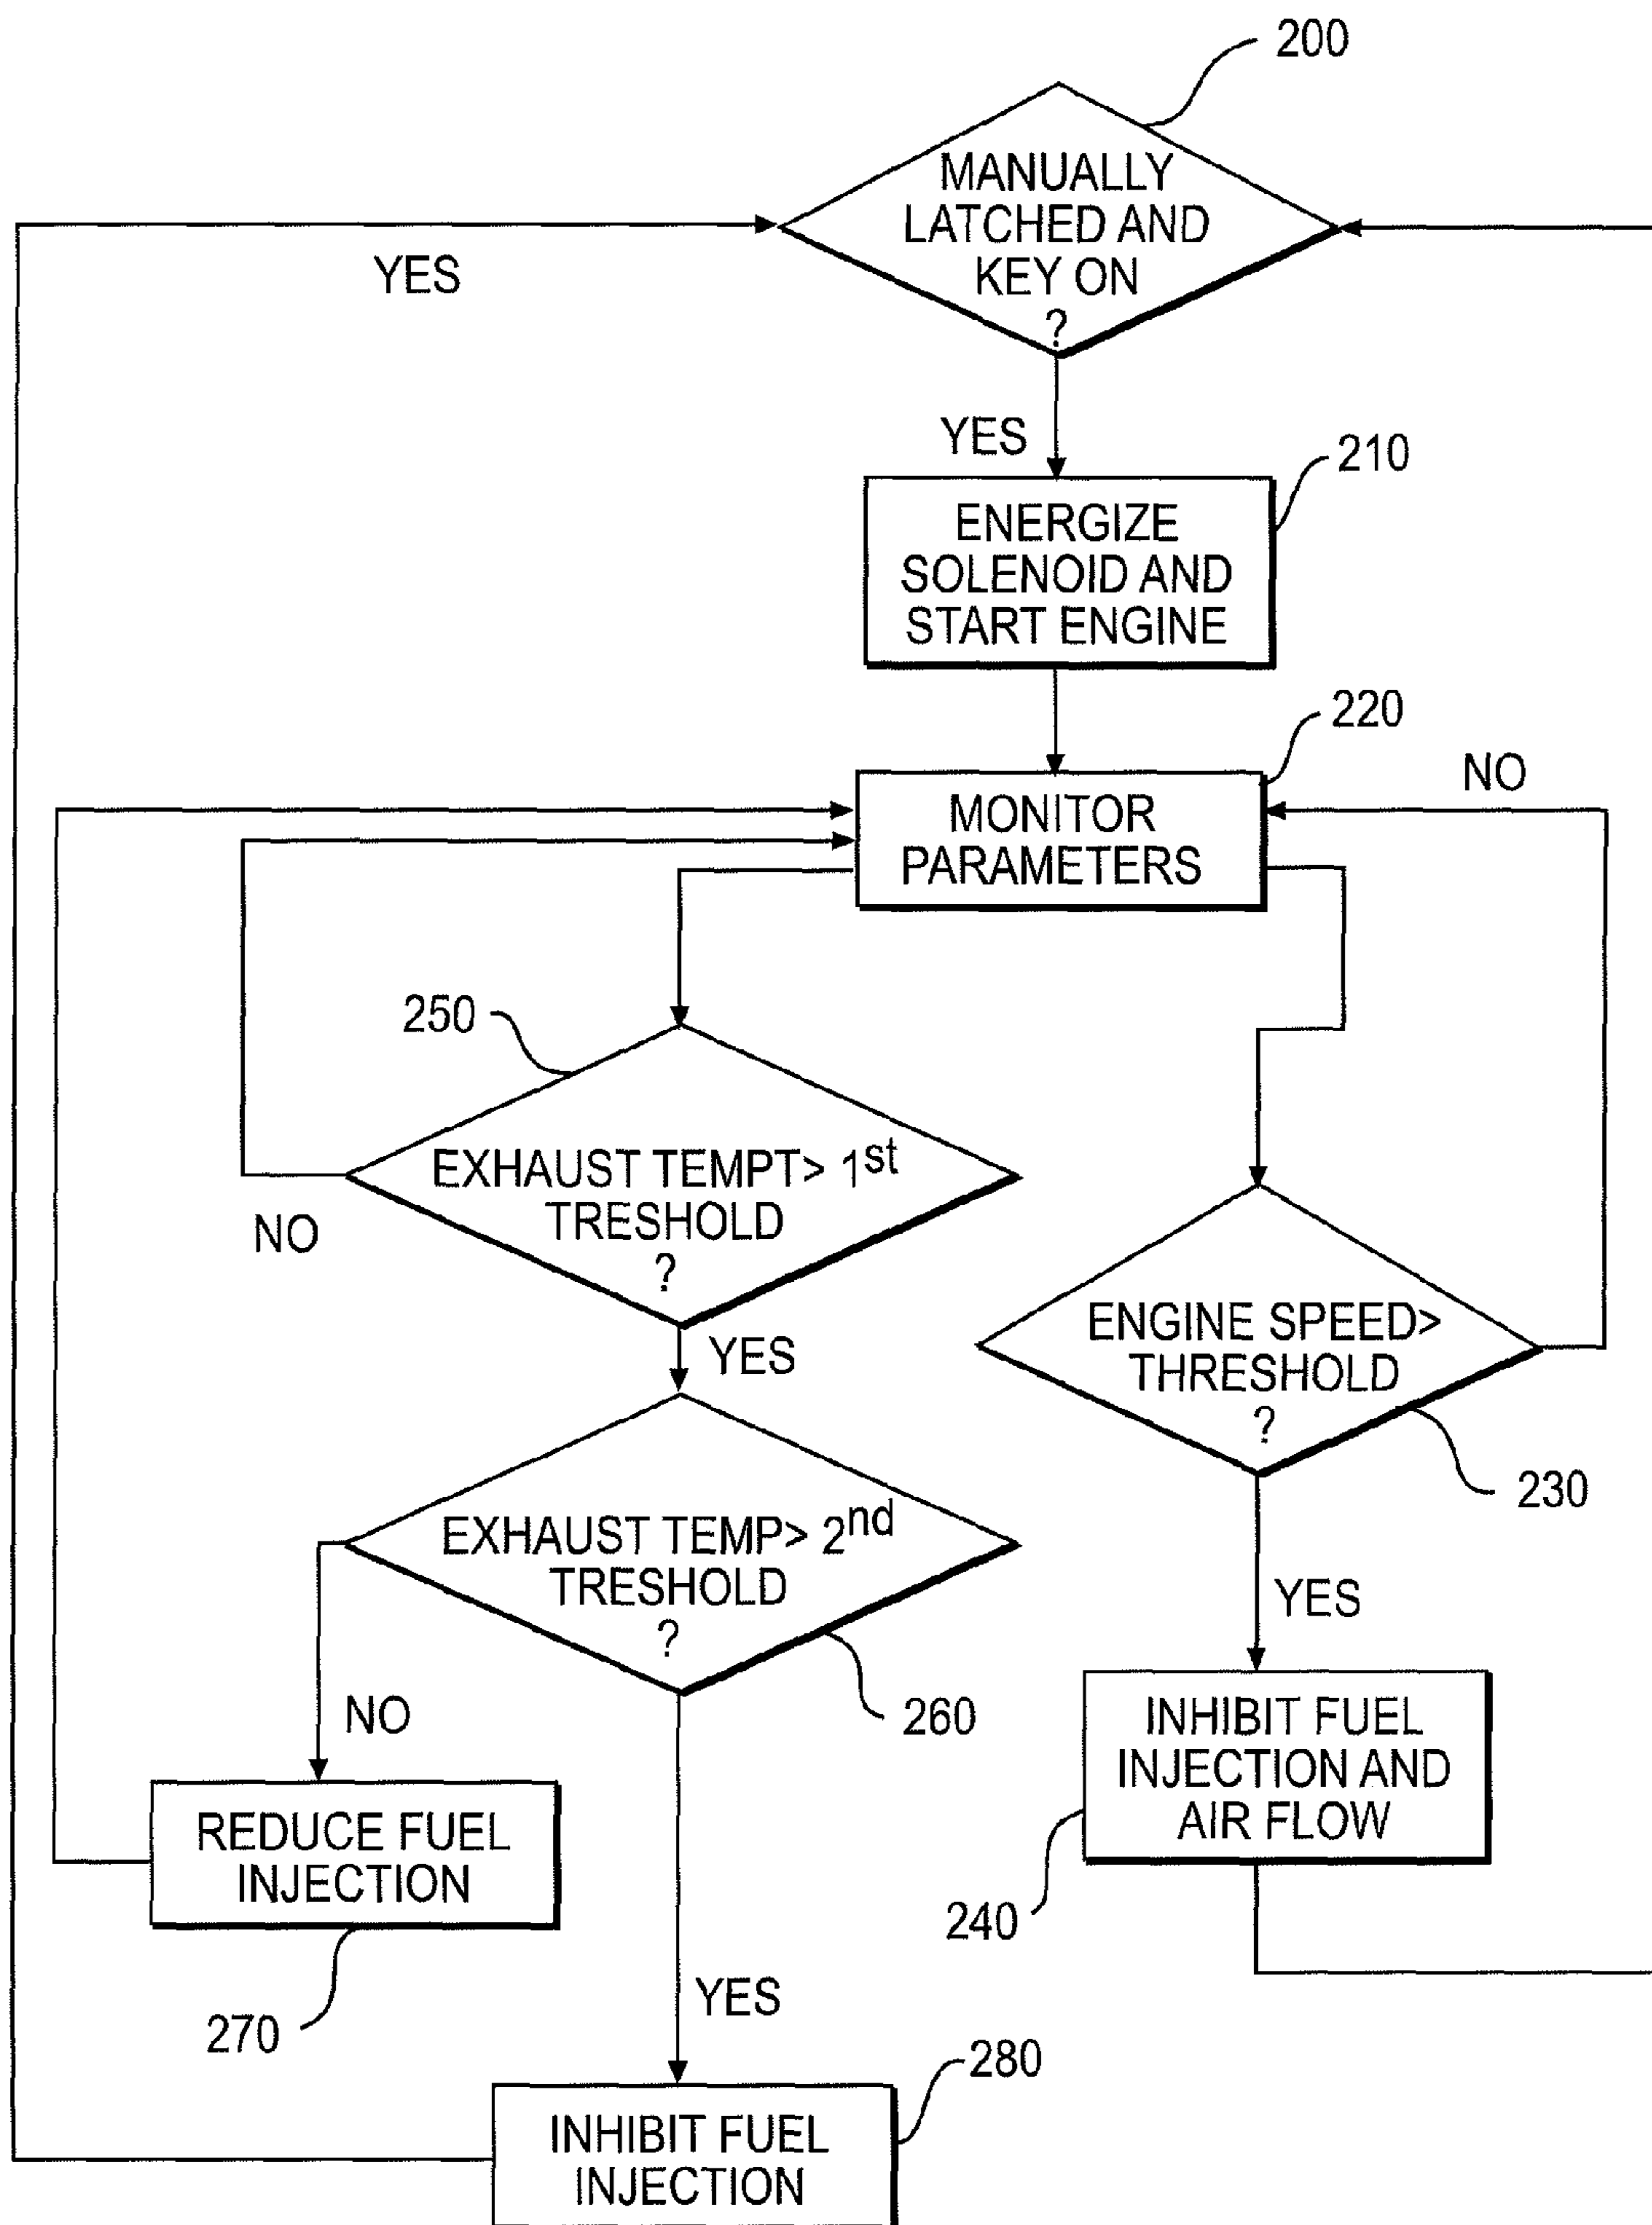 200
MANUALLY
LATCHED AND
KEY ON
?
YES
YES
210
ENERGIZE
SOLENOID AND
START ENGINE
220
NO
MONITOR
PARAMETERS
250
EXHAUST TEMPT> 1st
TRESHOLD
?
NO
YES
ENGINE SPEED>
THRESHOLD
?
230
EXHAUST TEMP> 2nd
TRESHOLD
?
260
YES
NO
INHIBIT FUEL
INJECTION AND
AIR FLOW
240
REDUCE FUEL
INJECTION
270
YES
280
INHIBIT FUEL
INJECTION